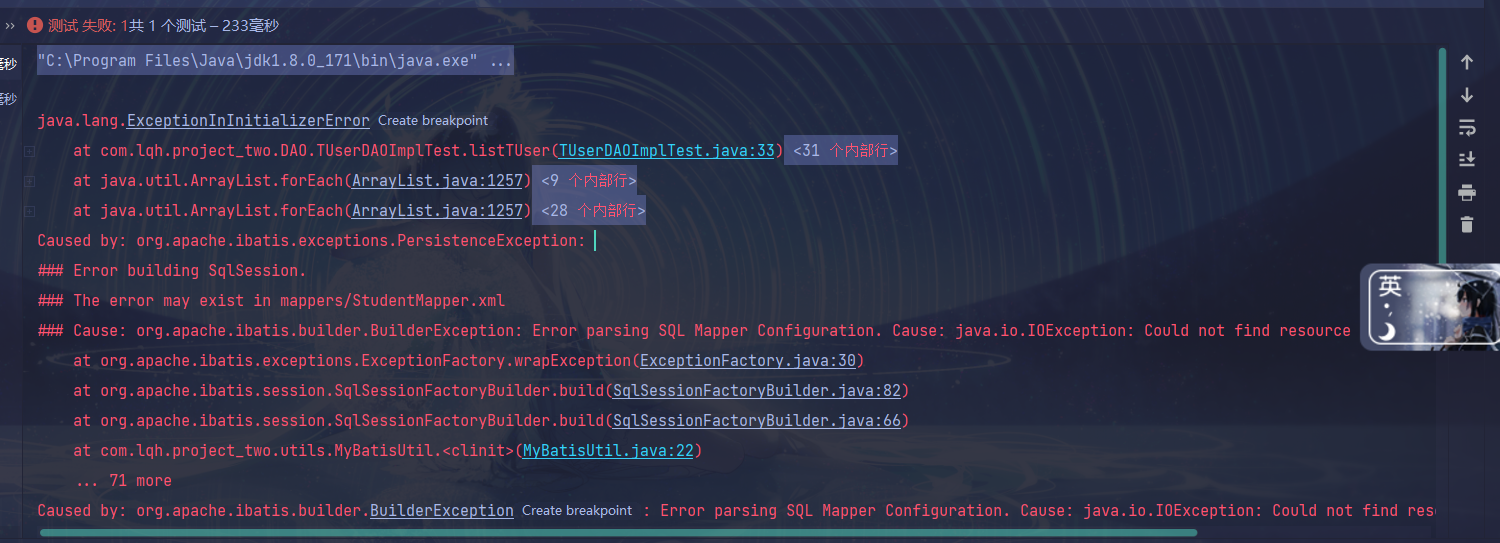 ›› 测试 失败: 1共 1 个测试 – 233毫秒
毫秒
"C:\Program Files\Java\jdk1.8.0_171\bin\java.exe" ...
毫秒
java.lang.ExceptionInInitializerError Create breakpoint
at com.lqh.project_two.DAO.TUserDAOImplTest.listTUser(TUserDAOImplTest.java:33) <31 个内部行>
at java.util.ArrayList.forEach(ArrayList.java:1257) <9 个内部行>
at java.util.ArrayList.forEach(ArrayList.java:1257) <28 个内部行>
Caused by: org.apache.ibatis.exceptions.PersistenceException:
### Error building SqlSession.
### The error may exist in mappers/StudentMapper.xml
### Cause: org.apache.ibatis.builder.BuilderException: Error parsing SQL Mapper Configuration. Cause: java.io.IOException: Could not find resource
英
at org.apache.ibatis.exceptions.ExceptionFactory.wrapException(ExceptionFactory.java:30)
at org.apache.ibatis.session.SqlSessionFactoryBuilder.build(SqlSessionFactoryBuilder.java:82)
at org.apache.ibatis.session.SqlSessionFactoryBuilder.build(SqlSessionFactoryBuilder.java:66)
at com.lqh.project_two.utils.MyBatisUtil.<clinit>(MyBatisUtil.java:22)
... 71 more
Caused by: org.apache.ibatis.builder.BuilderException Create breakpoint : Error parsing SQL Mapper Configuration. Cause: java.io.IOException: Could not find